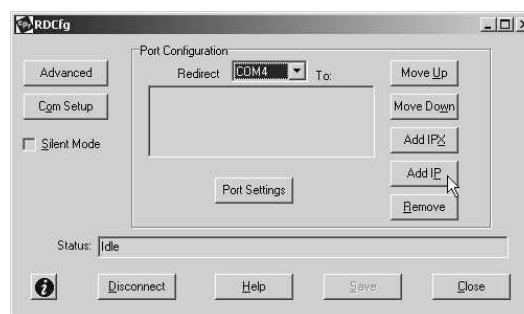 RDCfg
Port Configuration
Advanced
Redirect COM4 To:
Move Up
Com Setup
Move Down
Silent Mode
Add IPX
Add IP
Port Settings
Remove
Status: Idle
Disconnect
Help
Save
Close